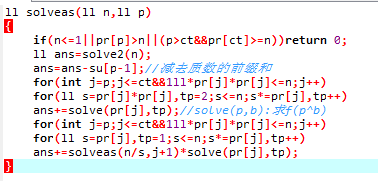 ll solveas(ll n,ll p)
{
if(n<=1||pr[p]>n||(p>ct&&pr[ct]>=n))return 0;
ll ans=solve2(n);
ans=ans-su[p-1];//减去质数的前缀和
for(int j=p;j<=ct&&1ll*pr[j]*pr[j]<=n;j++)
for(ll s=pr[j]*pr[j],tp=2;s<=n;s*=pr[j],tp++)
ans+=solve(pr[j],tp);//solve(p,b):求f(p^b)
for(int j=p;j<=ct&&1ll*pr[j]*pr[j]<=n;j++)
for(ll s=pr[j],tp=1;s<=n;s*=pr[j],tp++)
ans+=solveas(n/s,j+1)*solve(pr[j],tp);
}